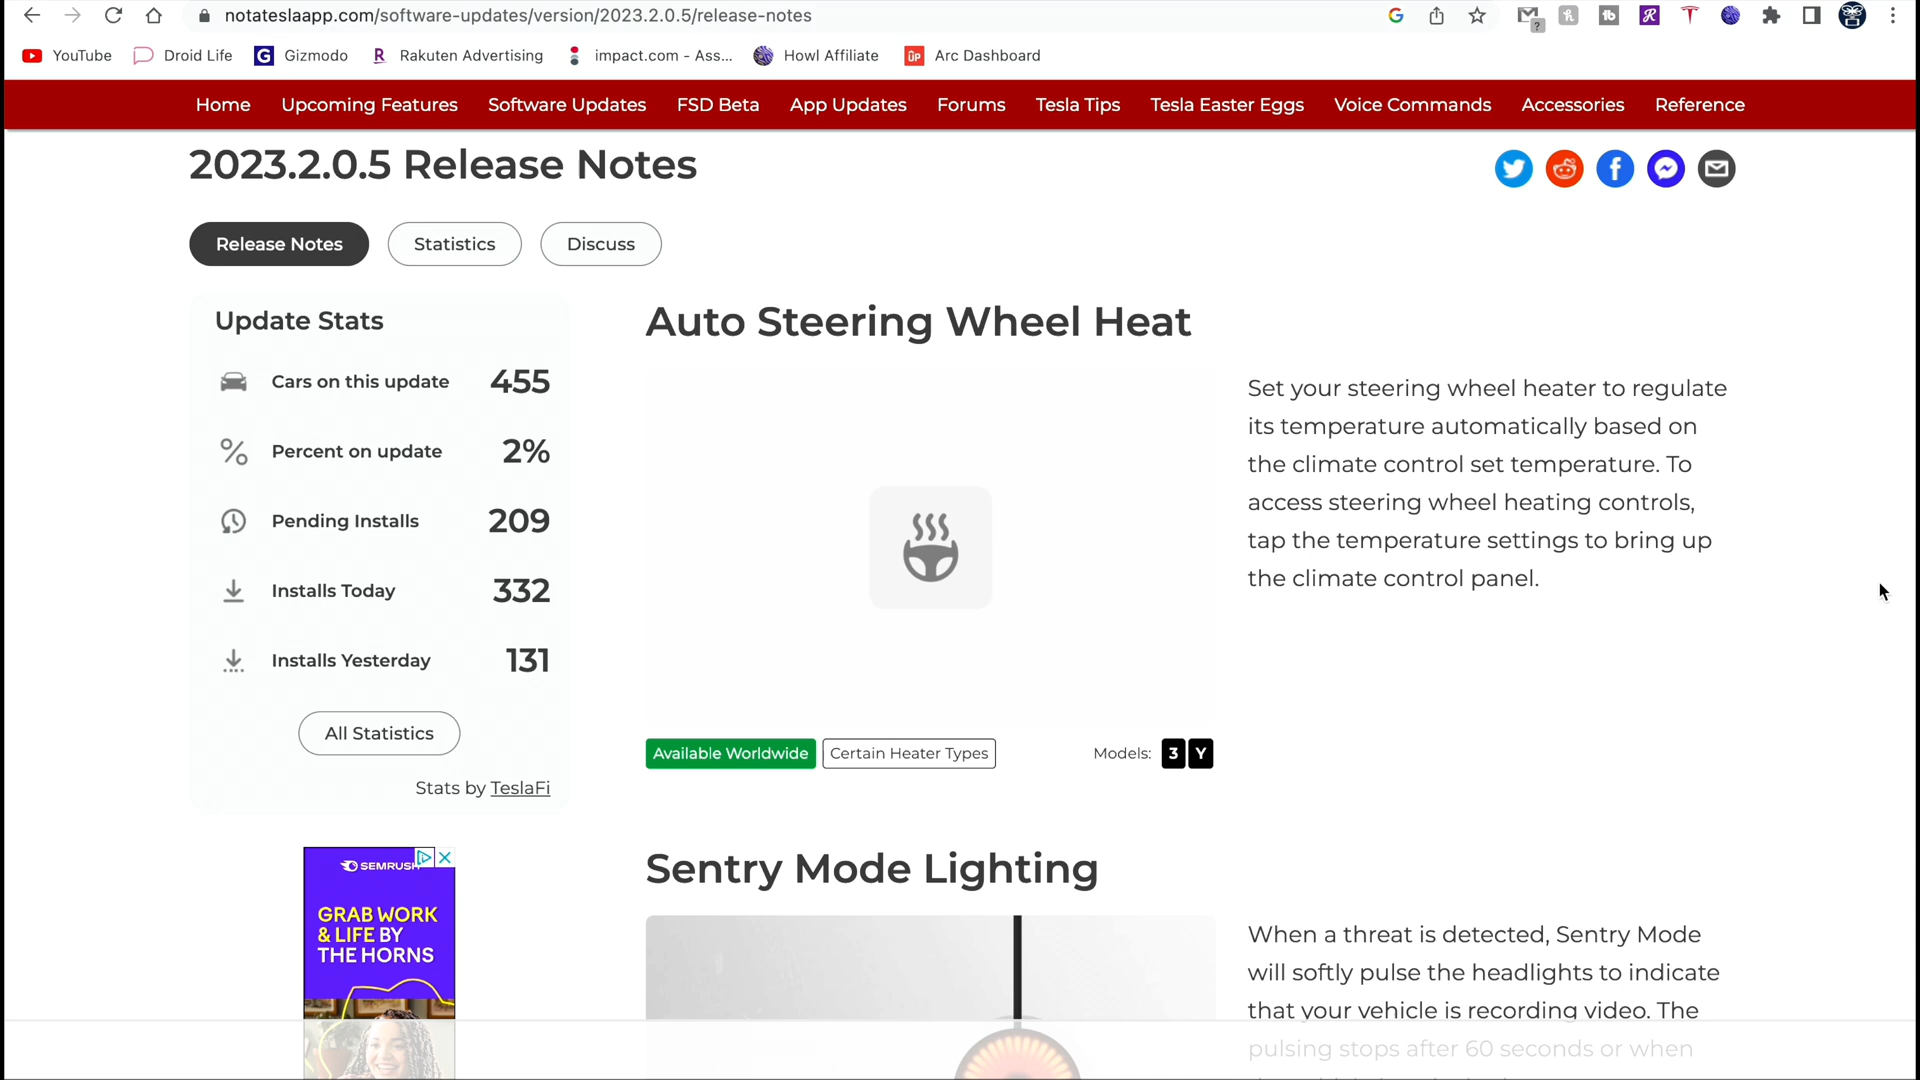 notateslaapp.com/software-updates/version/2023.2.0.5/release-notes
YouTube Droid Life Gizmodo Rakuten Advertising impact.com - Ass... Howl Affiliate Arc Dashboard
Home Upcoming Features Software Updates FSD Beta App Updates Forums Tesla Tips Tesla Easter Eggs Voice Commands Accessories Reference
2023.2.0.5 Release Notes
Release Notes Statistics Discuss
Update Stats
Cars on this update 455
Percent on update 2%
Pending Installs 209
Installs Today 332
Installs Yesterday 131
All Statistics
Stats by TeslaFi
SEMRUSH
GRAB WORK
& LIFE BY
THE HORNS
Auto Steering Wheel Heat
Set your steering wheel heater to regulate
its temperature automatically based on
the climate control set temperature. To
access steering wheel heating controls,
tap the temperature settings to bring up
the climate control panel.
Available Worldwide Certain Heater Types Models: 3 Y
Sentry Mode Lighting
When a threat is detected, Sentry Mode
will softly pulse the headlights to indicate
that your vehicle is recording video. The
pulsing stops after 60 seconds or when